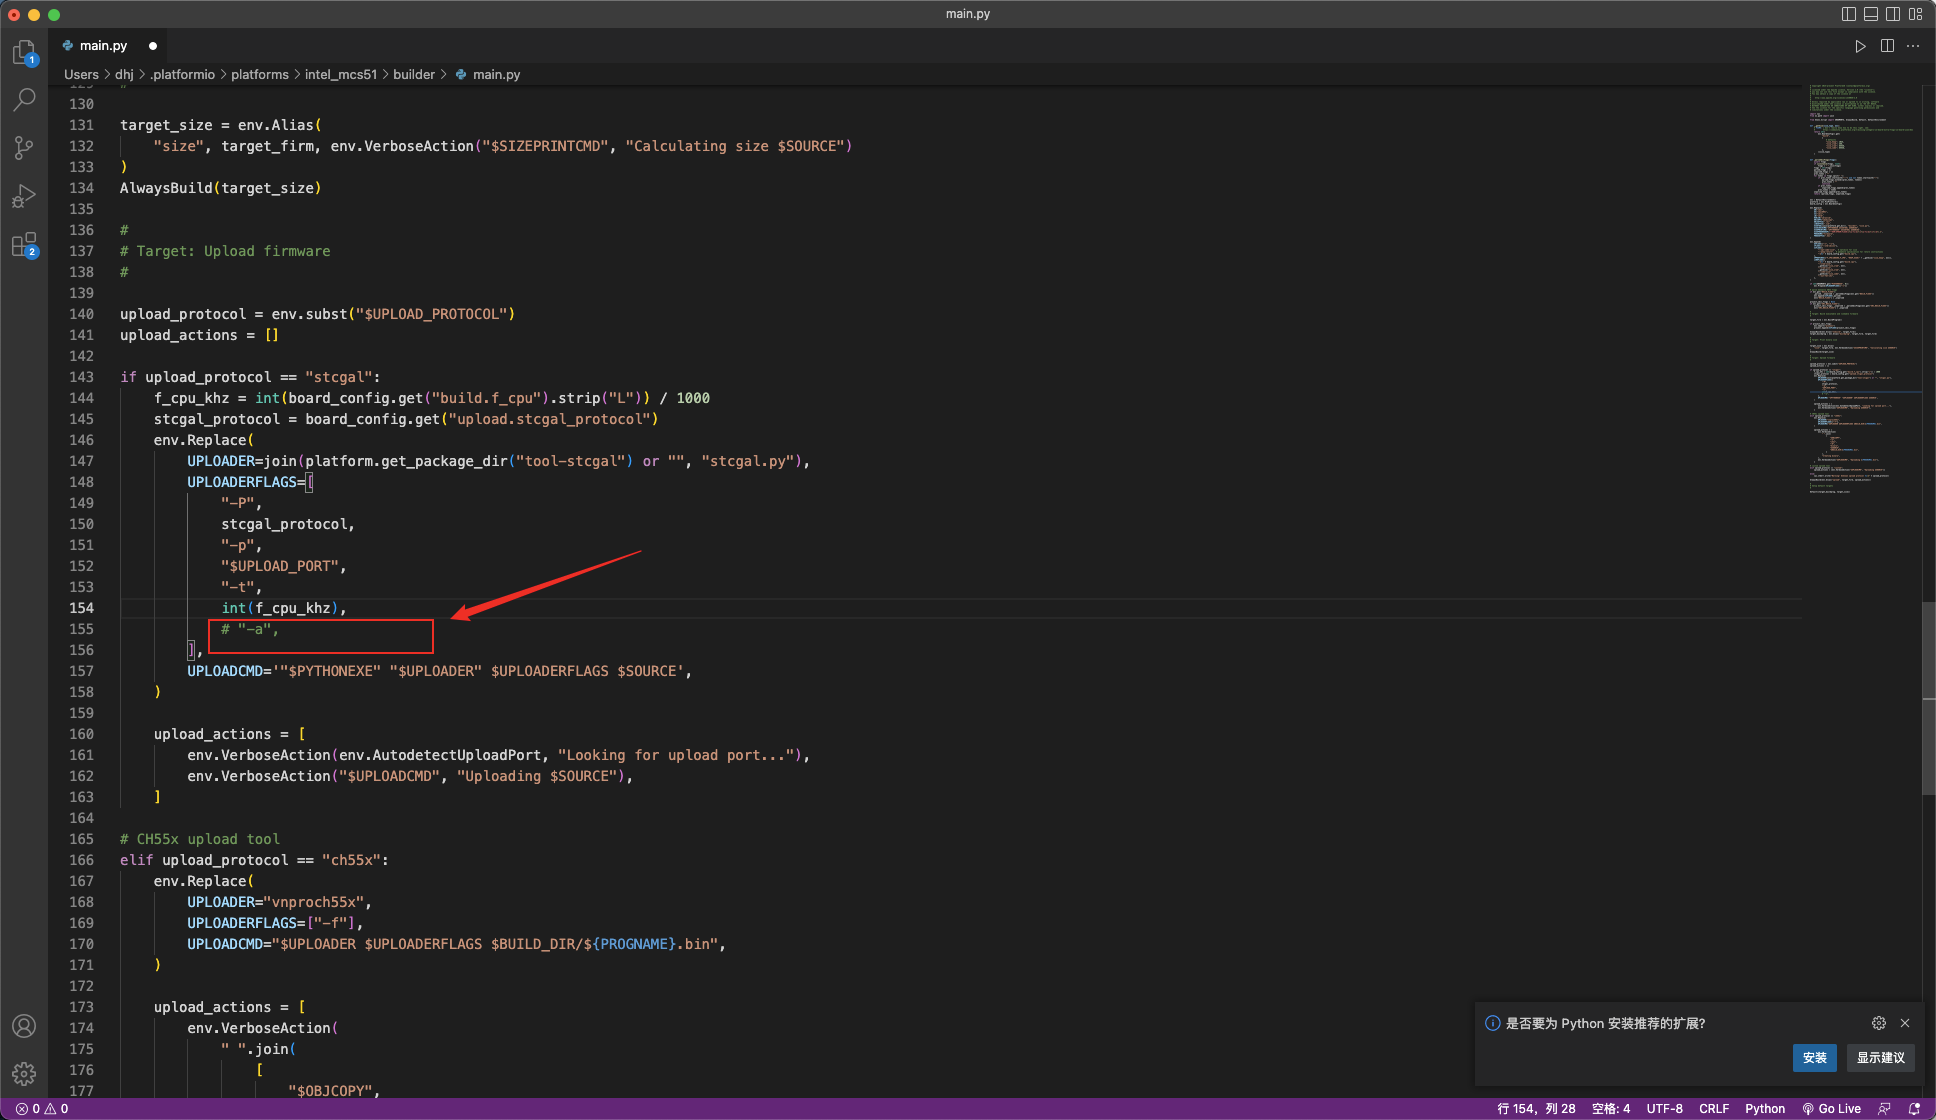 main.py
1
2
main.py
Users > dhj > .platformio > platforms > intel_mcs51 > builder > main.py
129 #
130
131 target_size = env.Alias(
132     "size", target_firm, env.VerboseAction("$SIZEPRINTCMD", "Calculating size $SOURCE")
133 )
134 AlwaysBuild(target_size)
135
136 #
137 # Target: Upload firmware
138 #
139
140 upload_protocol = env.subst("$UPLOAD_PROTOCOL")
141 upload_actions = []
142
143 if upload_protocol == "stcgal":
144     f_cpu_khz = int(board_config.get("build.f_cpu").strip("L")) / 1000
145     stcgal_protocol = board_config.get("upload.stcgal_protocol")
146     env.Replace(
147         UPLOADER=join(platform.get_package_dir("tool-stcgal") or "", "stcgal.py"),
148         UPLOADERFLAGS=[
149             "-P",
150             stcgal_protocol,
151             "-p",
152             "$UPLOAD_PORT",
153             "-t",
154             int(f_cpu_khz),
155             # "-a",
156         ],
157         UPLOADCMD='"$PYTHONEXE" "$UPLOADER" $UPLOADERFLAGS $SOURCE',
158     )
159
160     upload_actions = [
161         env.VerboseAction(env.AutodetectUploadPort, "Looking for upload port..."),
162         env.VerboseAction("$UPLOADCMD", "Uploading $SOURCE"),
163     ]
164
165 # CH55x upload tool
166 elif upload_protocol == "ch55x":
167     env.Replace(
168         UPLOADER="vnproch55x",
169         UPLOADERFLAGS=["-f"],
170         UPLOADCMD="$UPLOADER $UPLOADERFLAGS $BUILD_DIR/${PROGNAME}.bin",
171     )
172
173     upload_actions = [
174         env.VerboseAction(
175             " ".join(
176                 [
177                     "$OBJCOPY",
是否要为 Python 安装推荐的扩展?
安装 显示建议
0 0 行 154，列 28 空格: 4 UTF-8 CRLF Python Go Live